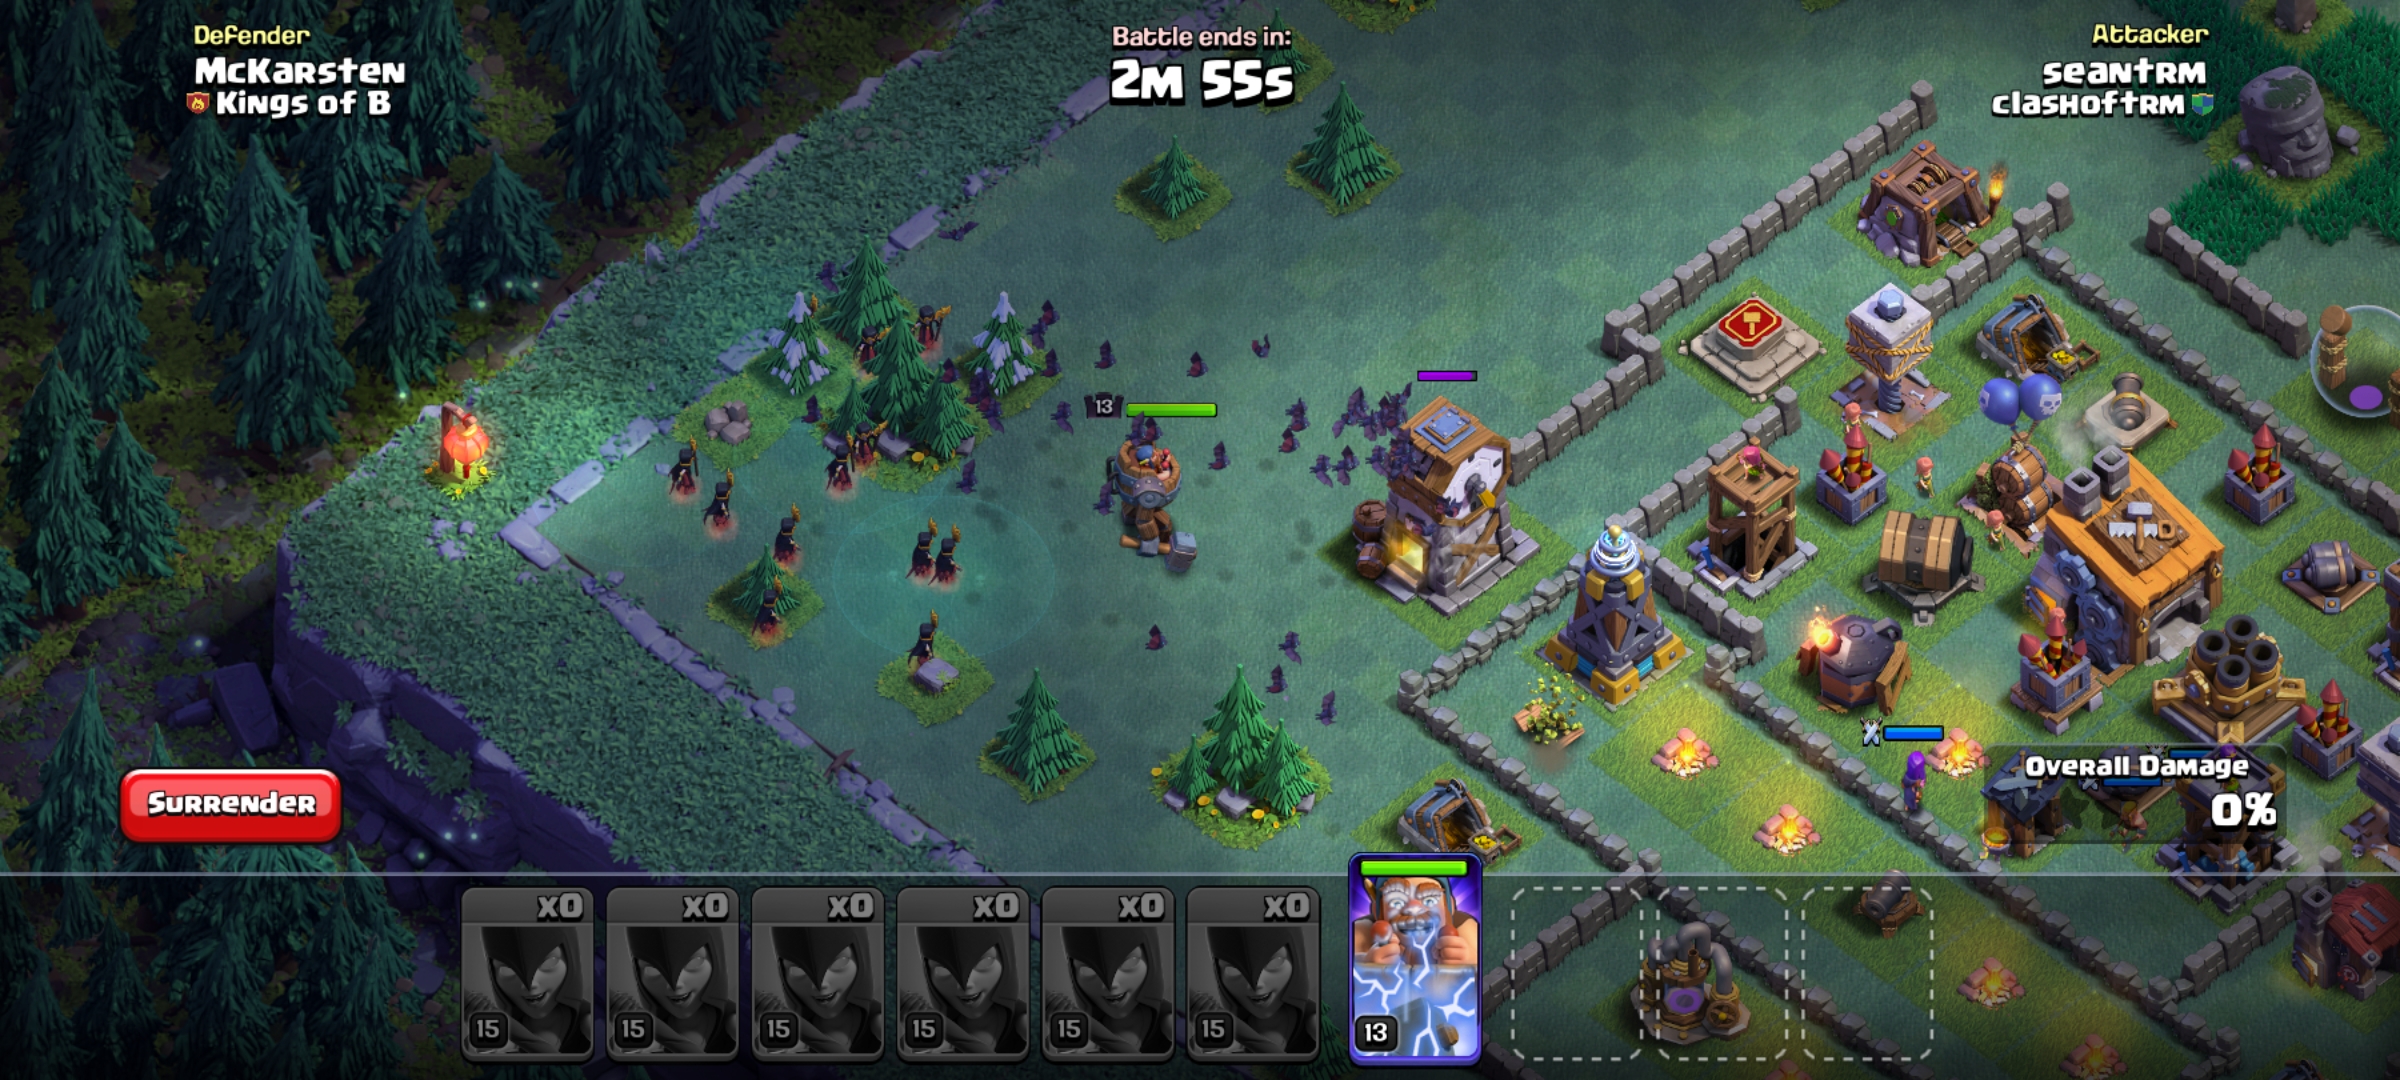 Defender
McKarsten
Kings of B
Battle ends in:
2m 55s
Attacker
seantrm
clashoftrm
13
Surrender
Overall Damage
0%
x0
x0
x0
x0
x0
x0
15
15
15
15
15
15
13